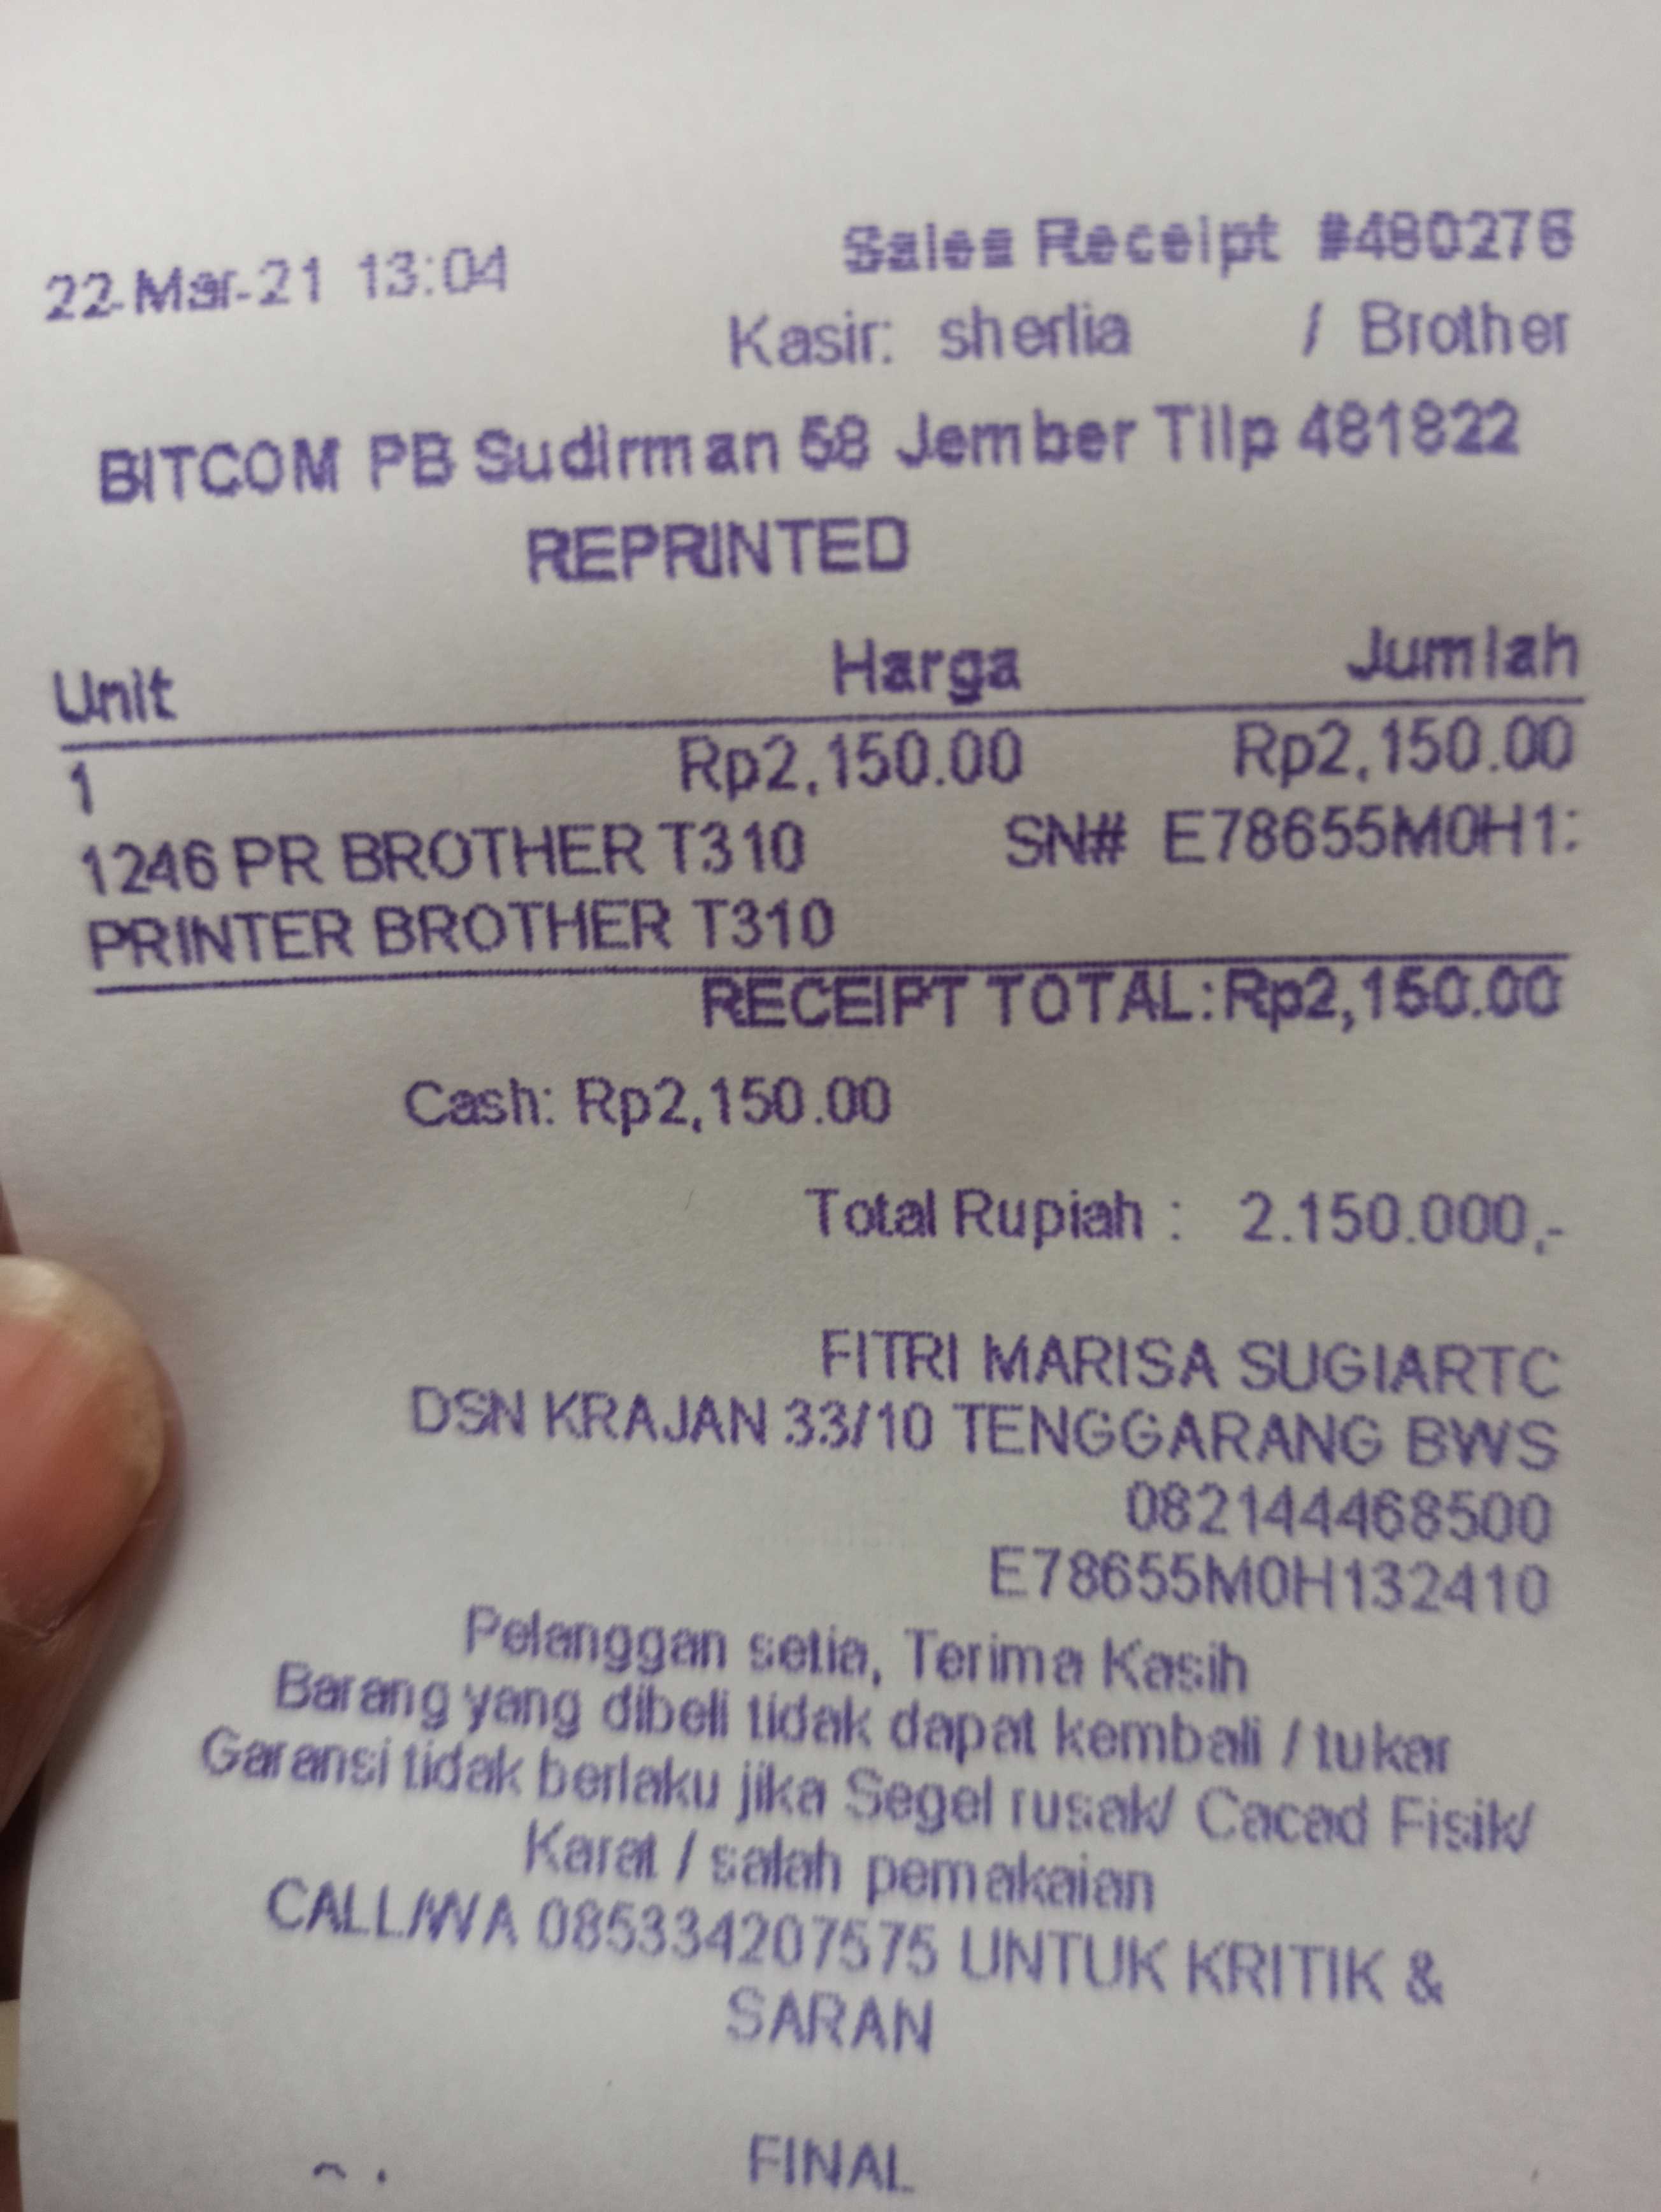 22-Mar-21 13:04 Sales Receipt #480276
Kasir: sherlia / Brother
BITCOM PB Sudirman 58 Jember Tllp 481822
REPRINTED
Unit Harga Jumlah
1 Rp2,150.00 Rp2,150.00
1246 PR BROTHER T310 SN# E78655M0H1:
PRINTER BROTHER T310
RECEIPT TOTAL: Rp2,150.00
Cash: Rp2,150.00
Total Rupiah : 2.150.000,-
FITRI MARISA SUGIARTC
DSN KRAJAN 33/10 TENGGARANG BWS
082144468500
E78655M0H132410
Pelanggan setia, Terima Kasih
Barang yang dibeli tidak dapat kembali / tukar
Garansi tidak berlaku jika Segel rusak/ Cacad Fisik/
Karat / salah pemakaian
CALL/WA 085334207575 UNTUK KRITIK &
SARAN
FINAL